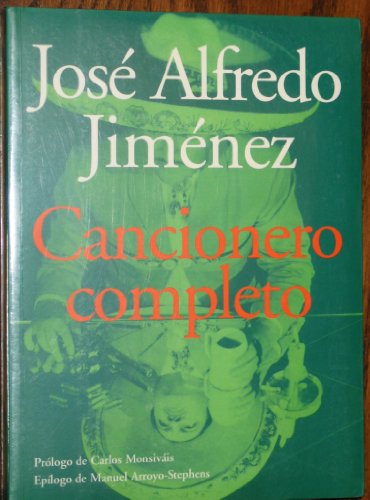 José Alfredo
Jiménez
Cancionero
completo
Prólogo de Carlos Monsiváis
Epílogo de Manuel Arroyo-Stephens